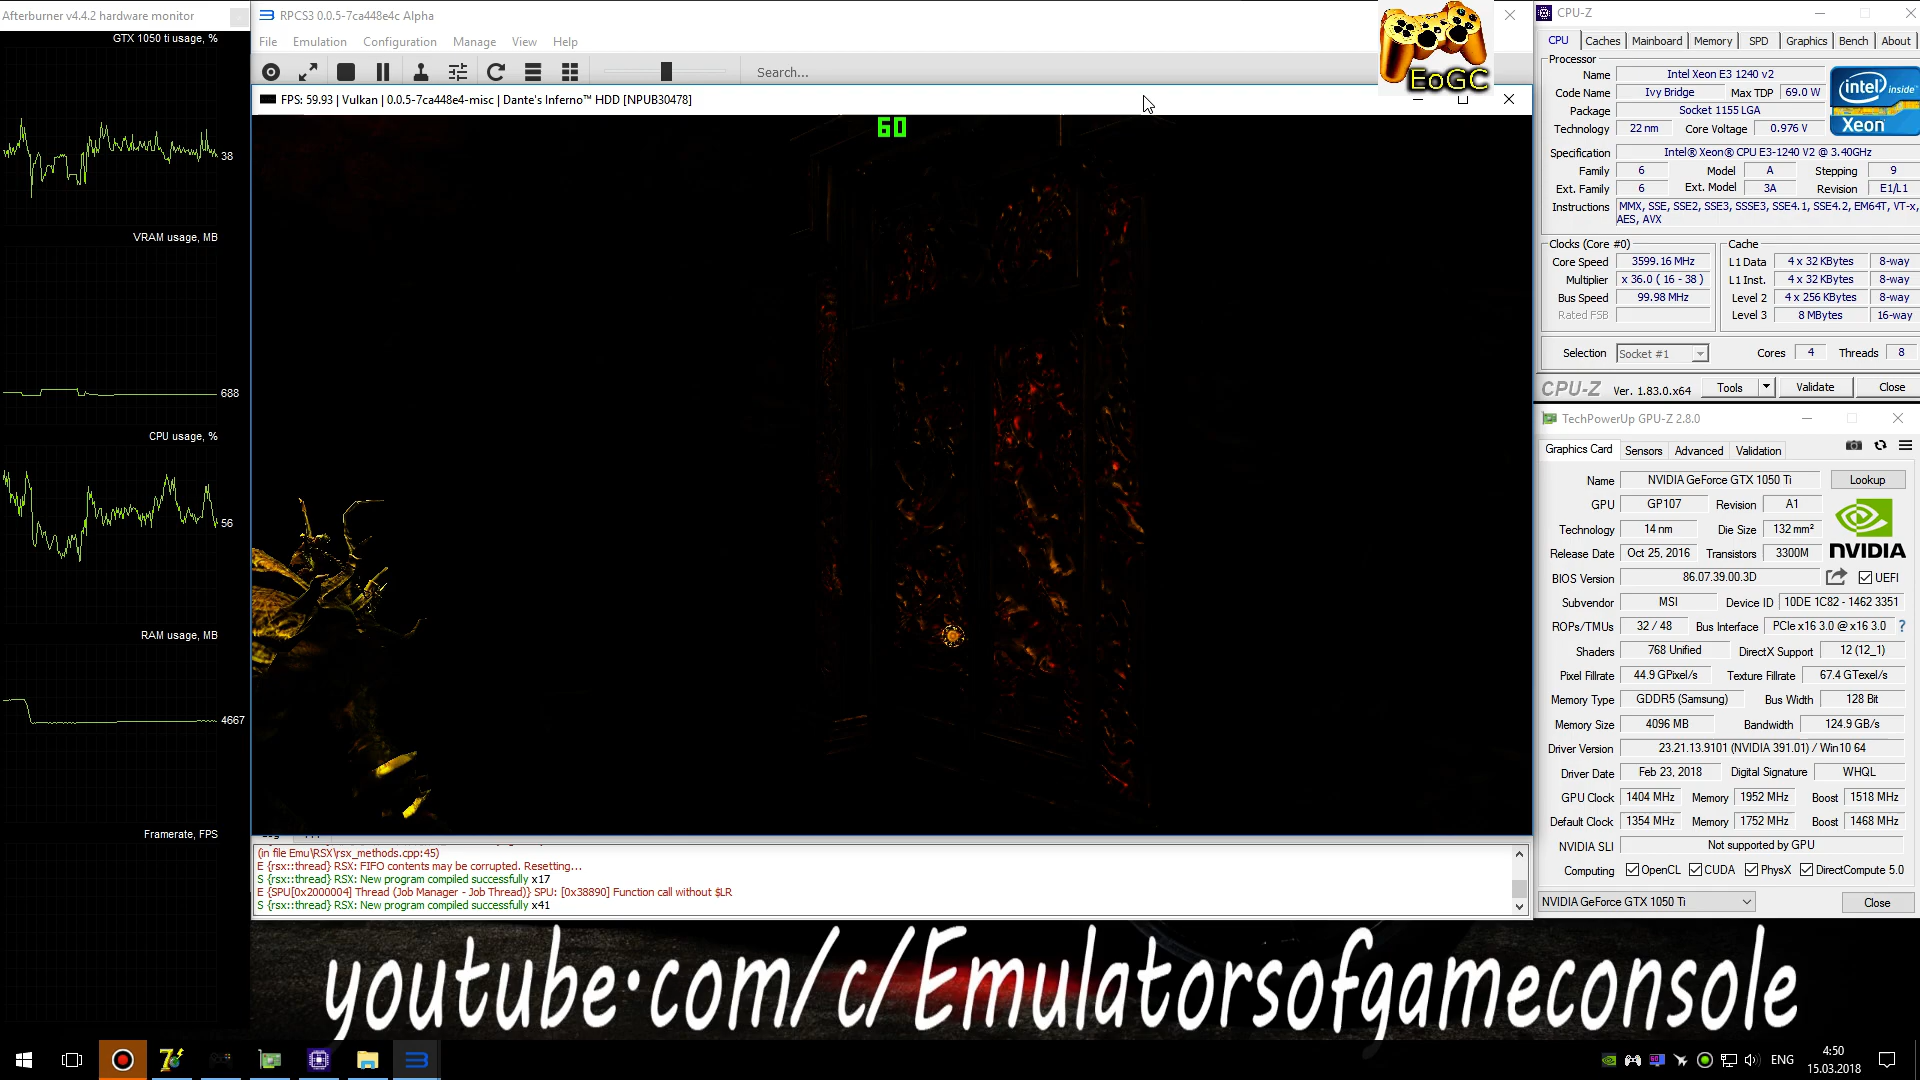 Afterburner v4.4.2 hardware monitor
GTX 1050 ti usage, %
38
VRAM usage, MB
688
CPU usage, %
56
RAM usage, MB
4667
Framerate, FPS
RPCS3 0.0.5-7ca448e4c Alpha
File Emulation Configuration Manage View Help
Search...
EoGC
FPS: 59.93 | Vulkan | 0.0.5-7ca448e4-misc | Dante's Inferno™ HDD [NPUB30478]
60
(in file Emu\RSX\rsx_methods.cpp:45)
E {rsx::thread} RSX: FIFO contents may be corrupted. Resetting...
S {rsx::thread} RSX: New program compiled successfully x17
E {SPU[0x2000004] Thread (Job Manager - Job Thread)} SPU: [0x38890] Function call without $LR
S {rsx::thread} RSX: New program compiled successfully x41
CPU-Z
CPU Caches Mainboard Memory SPD Graphics Bench About
Processor
Name Intel Xeon E3 1240 v2
Code Name Ivy Bridge Max TDP 69.0 W
Package Socket 1155 LGA
Technology 22 nm Core Voltage 0.976 V
intel inside
Xeon
Specification Intel® Xeon® CPU E3-1240 V2 @ 3.40GHz
Family 6 Model A Stepping 9
Ext. Family 6 Ext. Model 3A Revision E1/L1
Instructions MMX, SSE, SSE2, SSE3, SSSE3, SSE4.1, SSE4.2, EM64T, VT-x,
AES, AVX
Clocks (Core #0) Cache
Core Speed 3599.16 MHz L1 Data 4 x 32 KBytes 8-way
Multiplier x 36.0 ( 16 - 38 ) L1 Inst. 4 x 32 KBytes 8-way
Bus Speed 99.98 MHz Level 2 4 x 256 KBytes 8-way
Rated FSB Level 3 8 MBytes 16-way
Selection Socket #1 Cores 4 Threads 8
CPU-Z Ver. 1.83.0.x64 Tools Validate Close
TechPowerUp GPU-Z 2.8.0
Graphics Card Sensors Advanced Validation
Name NVIDIA GeForce GTX 1050 Ti Lookup
GPU GP107 Revision A1
Technology 14 nm Die Size 132 mm²
Release Date Oct 25, 2016 Transistors 3300M
NVIDIA
BIOS Version 86.07.39.00.3D UEFI
Subvendor MSI Device ID 10DE 1C82 - 1462 3351
ROPs/TMUs 32 / 48 Bus Interface PCIe x16 3.0 @ x16 3.0 ?
Shaders 768 Unified DirectX Support 12 (12_1)
Pixel Fillrate 44.9 GPixel/s Texture Fillrate 67.4 GTexel/s
Memory Type GDDR5 (Samsung) Bus Width 128 Bit
Memory Size 4096 MB Bandwidth 124.9 GB/s
Driver Version 23.21.13.9101 (NVIDIA 391.01) / Win10 64
Driver Date Feb 23, 2018 Digital Signature WHQL
GPU Clock 1404 MHz Memory 1952 MHz Boost 1518 MHz
Default Clock 1354 MHz Memory 1752 MHz Boost 1468 MHz
NVIDIA SLI Not supported by GPU
Computing OpenCL CUDA PhysX DirectCompute 5.0
NVIDIA GeForce GTX 1050 Ti Close
youtube.com/c/Emulatorsofgameconsole
ENG
4:50
15.03.2018